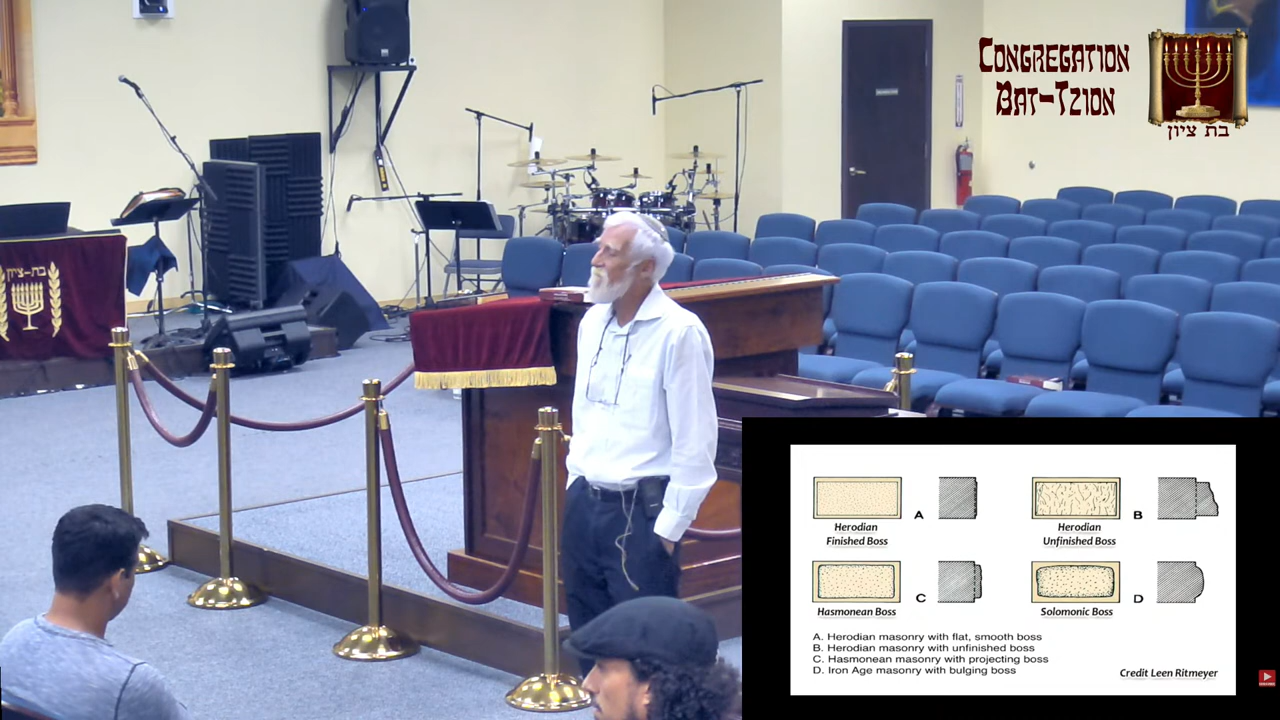 CONGREGATION
BAT-TZION
בת ציון
בת-ציון
A
B
Herodian
Finished Boss
Herodian
Unfinished Boss
C
D
Hasmonean Boss
Solomonic Boss
A. Herodian masonry with flat, smooth boss
B. Herodian masonry with unfinished boss
C. Hasmonean masonry with projecting boss
D. Iron Age masonry with bulging boss
Credit Leen Ritmeyer